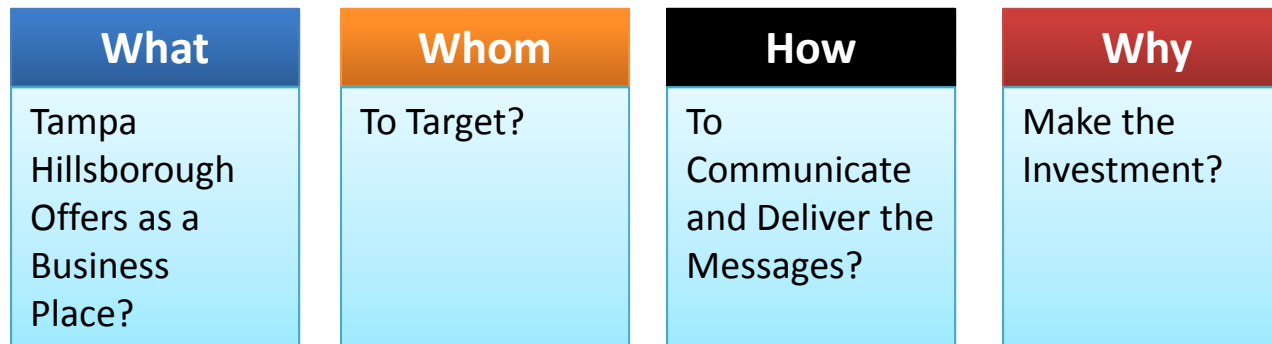 What
Tampa
Hillsborough
Offers as a
Business
Place?
Whom
To Target?
How
To
Communicate
and Deliver the
Messages?
Why
Make the
Investment?